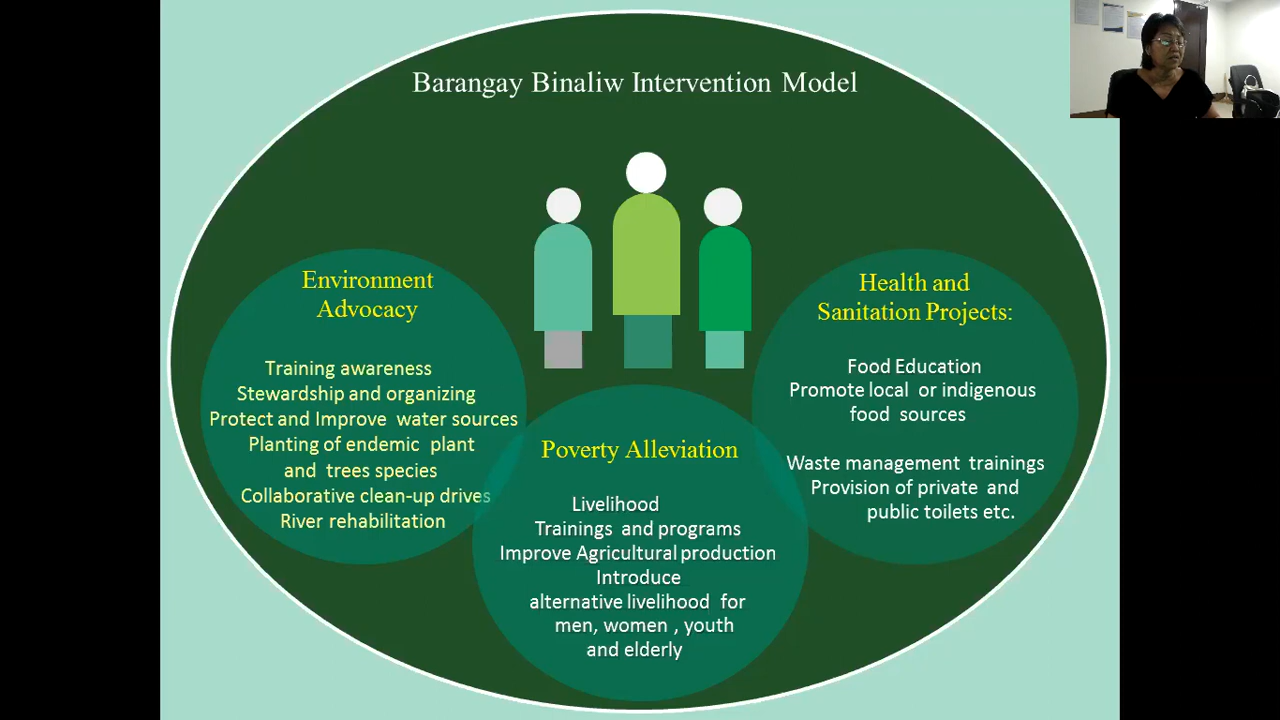 Barangay Binaliw Intervention Model
Environment
Advocacy
Training awareness
Stewardship and organizing
Protect and Improve water sources
Planting of endemic plant
and trees species
Collaborative clean-up drives
River rehabilitation
Poverty Alleviation
Livelihood
Trainings and programs
Improve Agricultural production
Introduce
alternative livelihood for
men, women , youth
and elderly
Health and
Sanitation Projects:
Food Education
Promote local or indigenous
food sources
Waste management trainings
Provision of private and
public toilets etc.